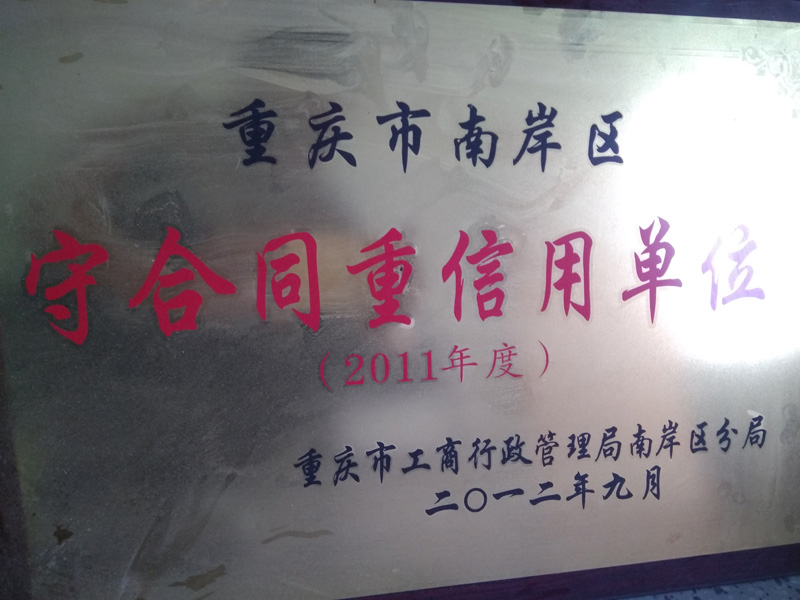 重庆市南岸区
守合同重信用单位
（2011年度）
重庆市工商行政管理局南岸区分局
二〇一二年九月